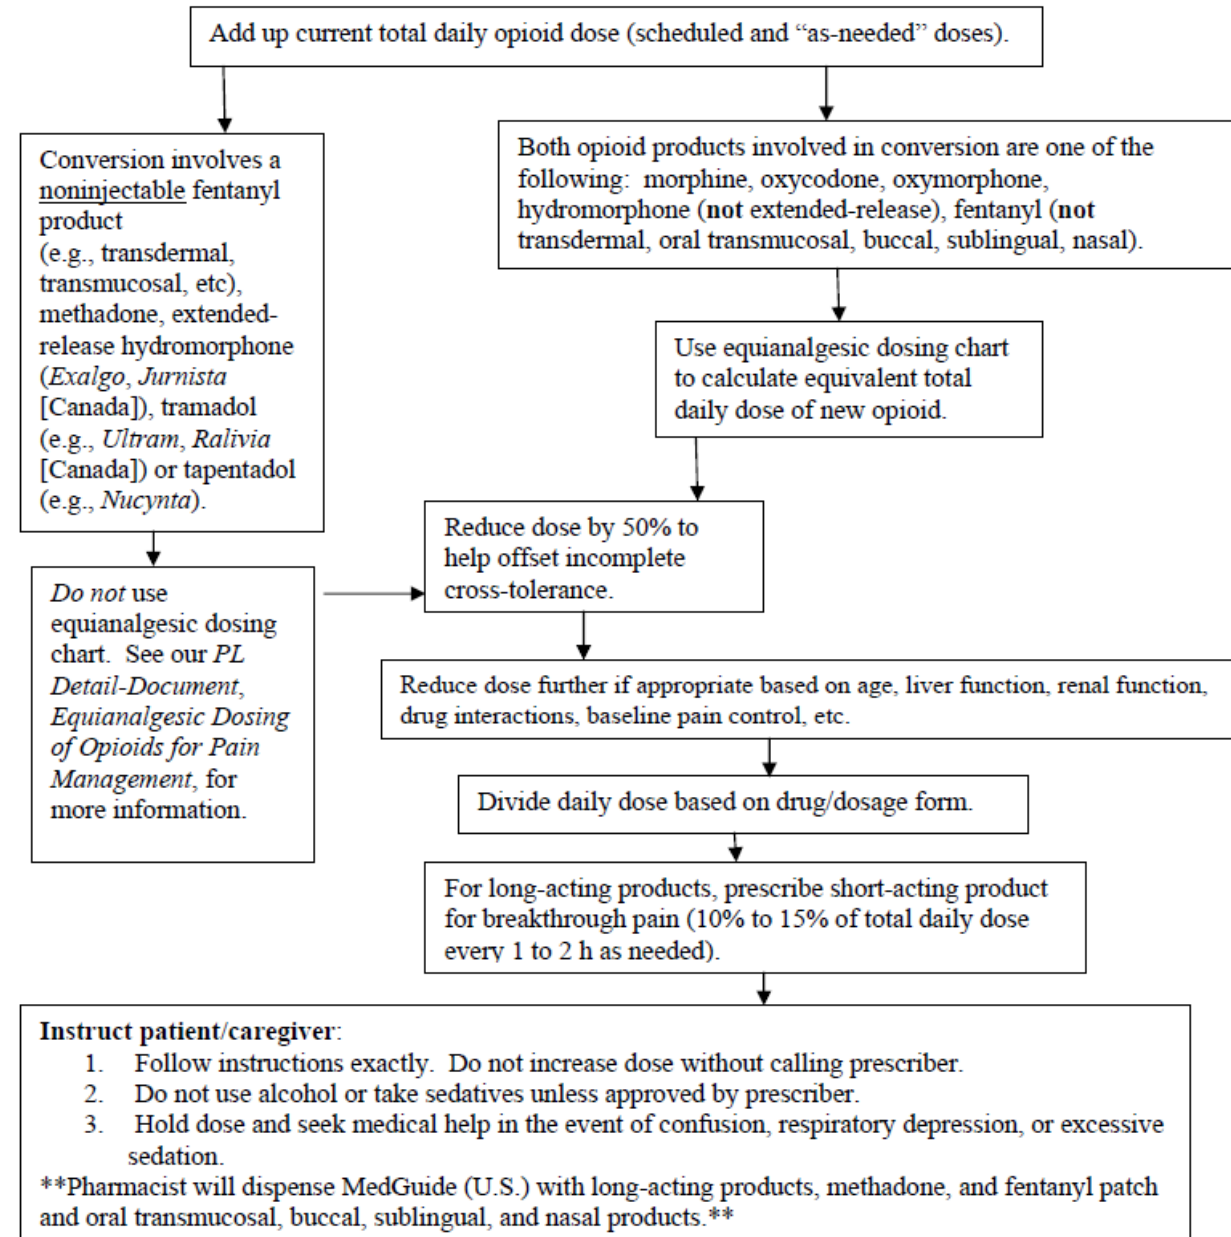 Add up current total daily opioid dose (scheduled and “as-needed” doses).
Conversion involves a
noninjectable fentanyl
product
(e.g., transdermal,
transmucosal, etc),
methadone, extended-
release hydromorphone
(Exalgo, Jurnista
[Canada]), tramadol
(e.g., Ultram, Ralivia
[Canada]) or tapentadol
(e.g., Nucynta).
Both opioid products involved in conversion are one of the
following:  morphine, oxycodone, oxymorphone,
hydromorphone (not extended-release), fentanyl (not
transdermal, oral transmucosal, buccal, sublingual, nasal).
Use equianalgesic dosing chart
to calculate equivalent total
daily dose of new opioid.
Do not use
equianalgesic dosing
chart.  See our PL
Detail-Document,
Equianalgesic Dosing
of Opioids for Pain
Management, for
more information.
Reduce dose by 50% to
help offset incomplete
cross-tolerance.
Reduce dose further if appropriate based on age, liver function, renal function,
drug interactions, baseline pain control, etc.
Divide daily dose based on drug/dosage form.
For long-acting products, prescribe short-acting product
for breakthrough pain (10% to 15% of total daily dose
every 1 to 2 h as needed).
Instruct patient/caregiver:
1. Follow instructions exactly.  Do not increase dose without calling prescriber.
2. Do not use alcohol or take sedatives unless approved by prescriber.
3. Hold dose and seek medical help in the event of confusion, respiratory depression, or excessive
sedation.
**Pharmacist will dispense MedGuide (U.S.) with long-acting products, methadone, and fentanyl patch
and oral transmucosal, buccal, sublingual, and nasal products.**